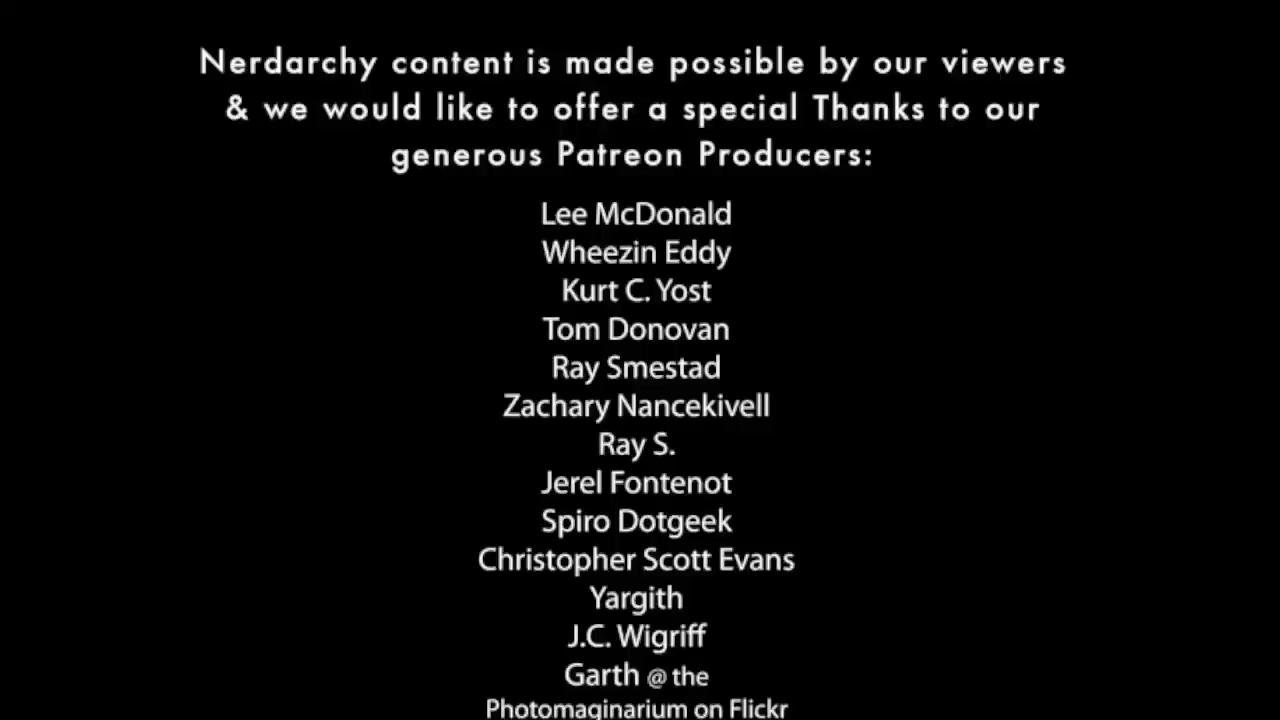 Nerdarchy content is made possible by our viewers
& we would like to offer a special Thanks to our
generous Patreon Producers:
Lee McDonald
Wheezin Eddy
Kurt C. Yost
Tom Donovan
Ray Smestad
Zachary Nancekivell
Ray S.
Jerel Fontenot
Spiro Dotgeek
Christopher Scott Evans
Yargith
J.C. Wigriff
Garth @ the
Photomaginarium on Flickr